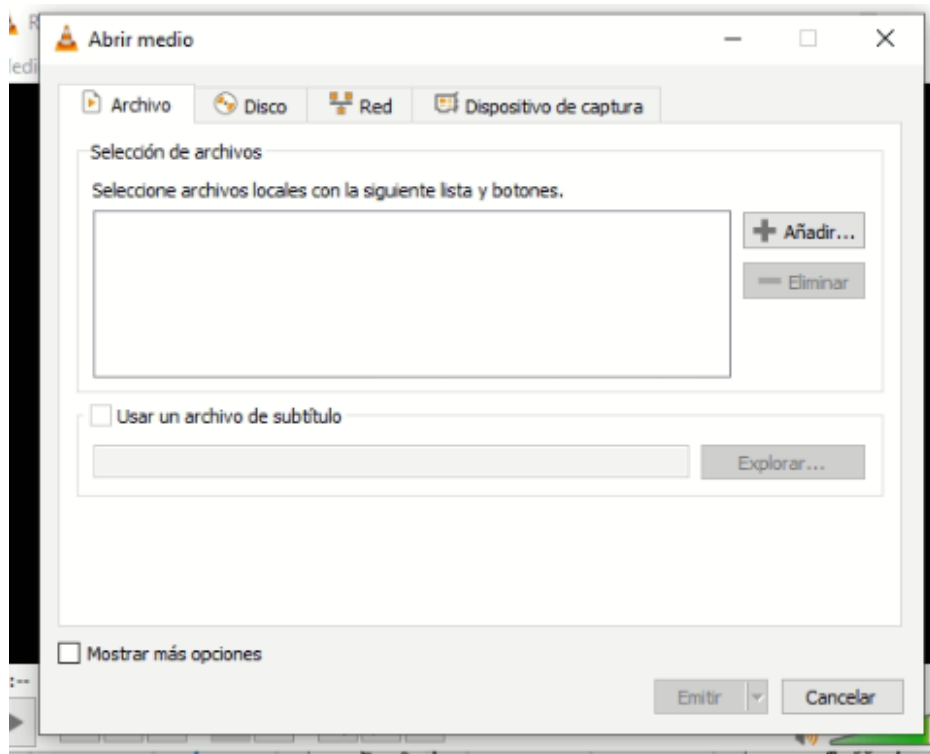 Abrir medio
Archivo Disco Red Dispositivo de captura
Selección de archivos
Seleccione archivos locales con la siguiente lista y botones.
Añadir...
Eliminar
Usar un archivo de subtítulo
Explorar...
Mostrar más opciones
Emitir Cancelar